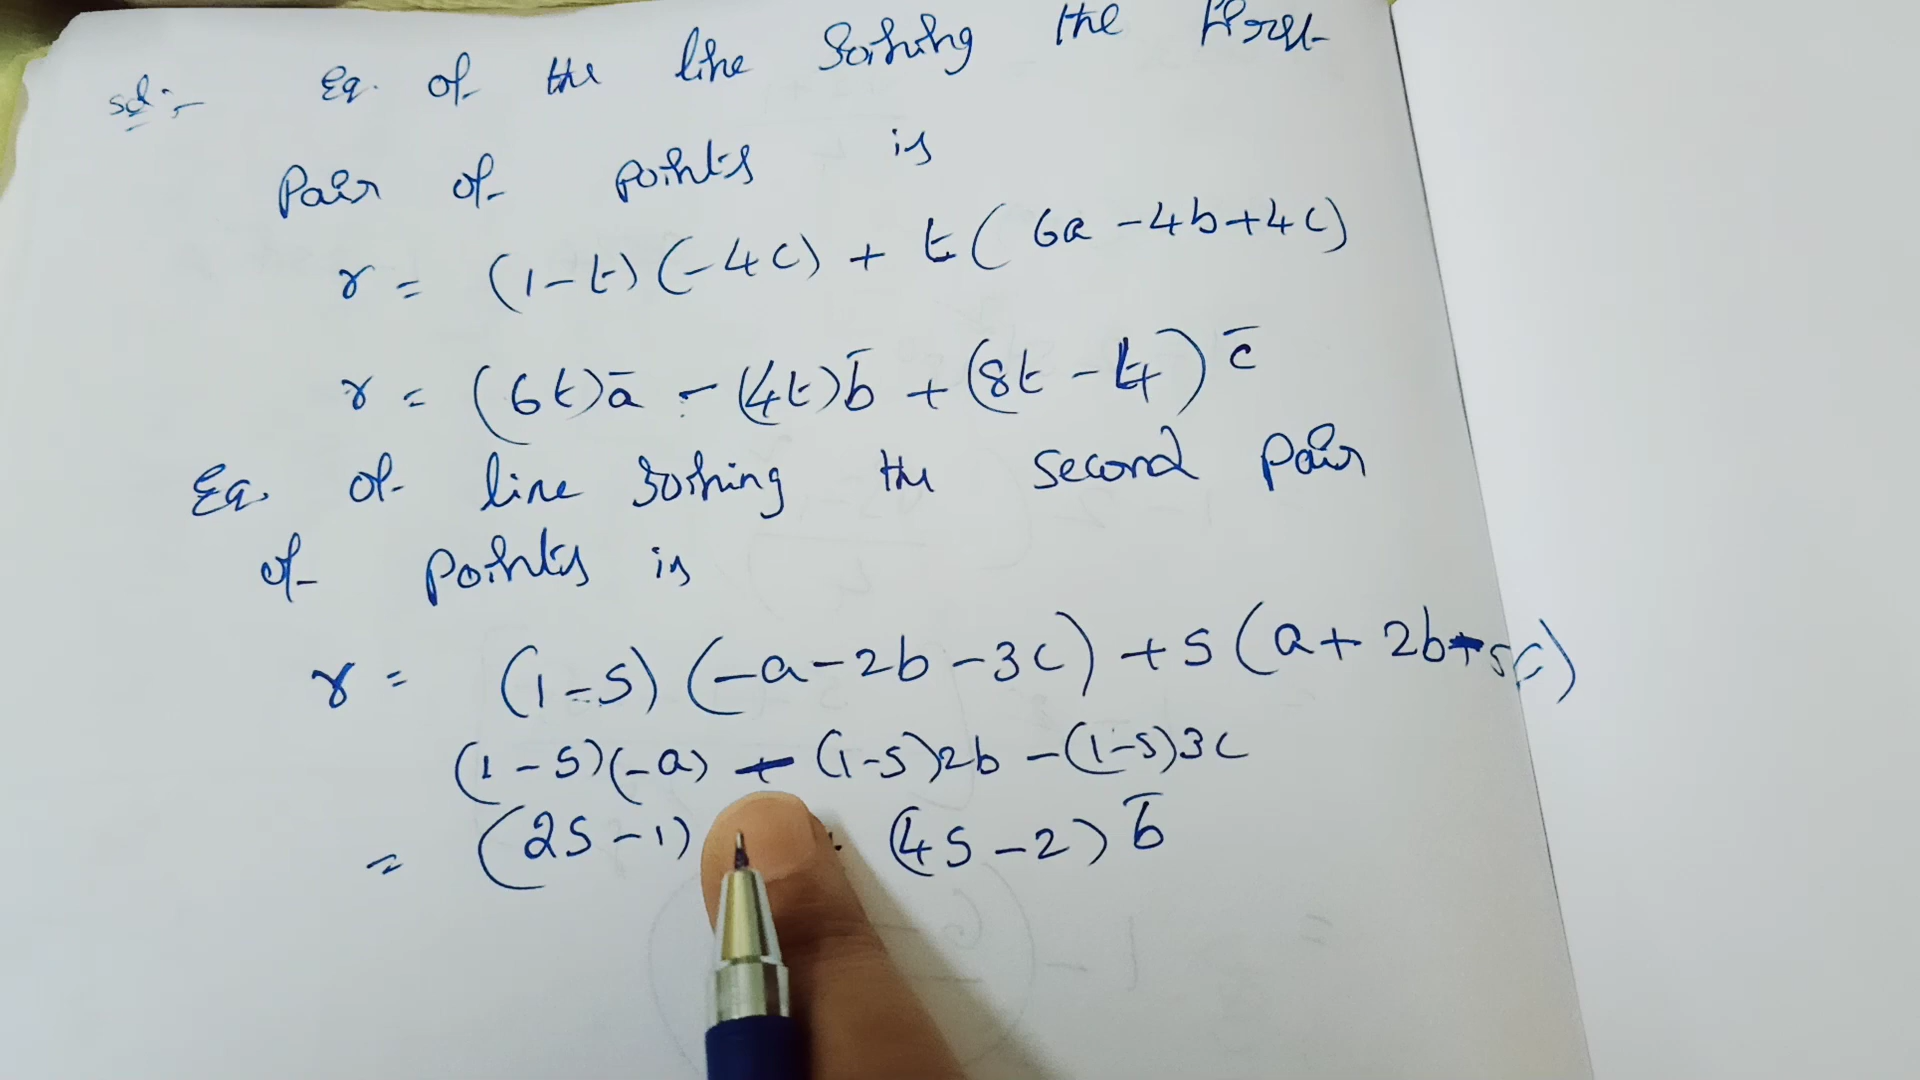 sol:- Eq. of the line Joining the First
Pair of points is
r = (1-t)(-4c) + t(6a-4b+4c)
r = (6t)a̅ - (4t)b̅ + (8t-4)c̅
Eq. of line Joining the second pair
of points is
r = (1-s)(-a-2b-3c)+s(a+2b-5c)
(1-s)(-a) - (1-s)2b-(1-s)3c
= (2s-1) (4s-2)b̅